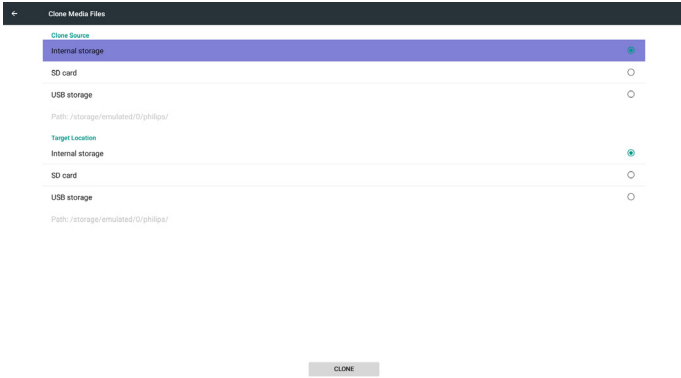 Clone Media Files
Clone Source
Internal storage
SD card
USB storage
Path: /storage/emulated/0/philips/
Target Location
Internal storage
SD card
USB storage
Path: /storage/emulated/0/philips/
CLONE